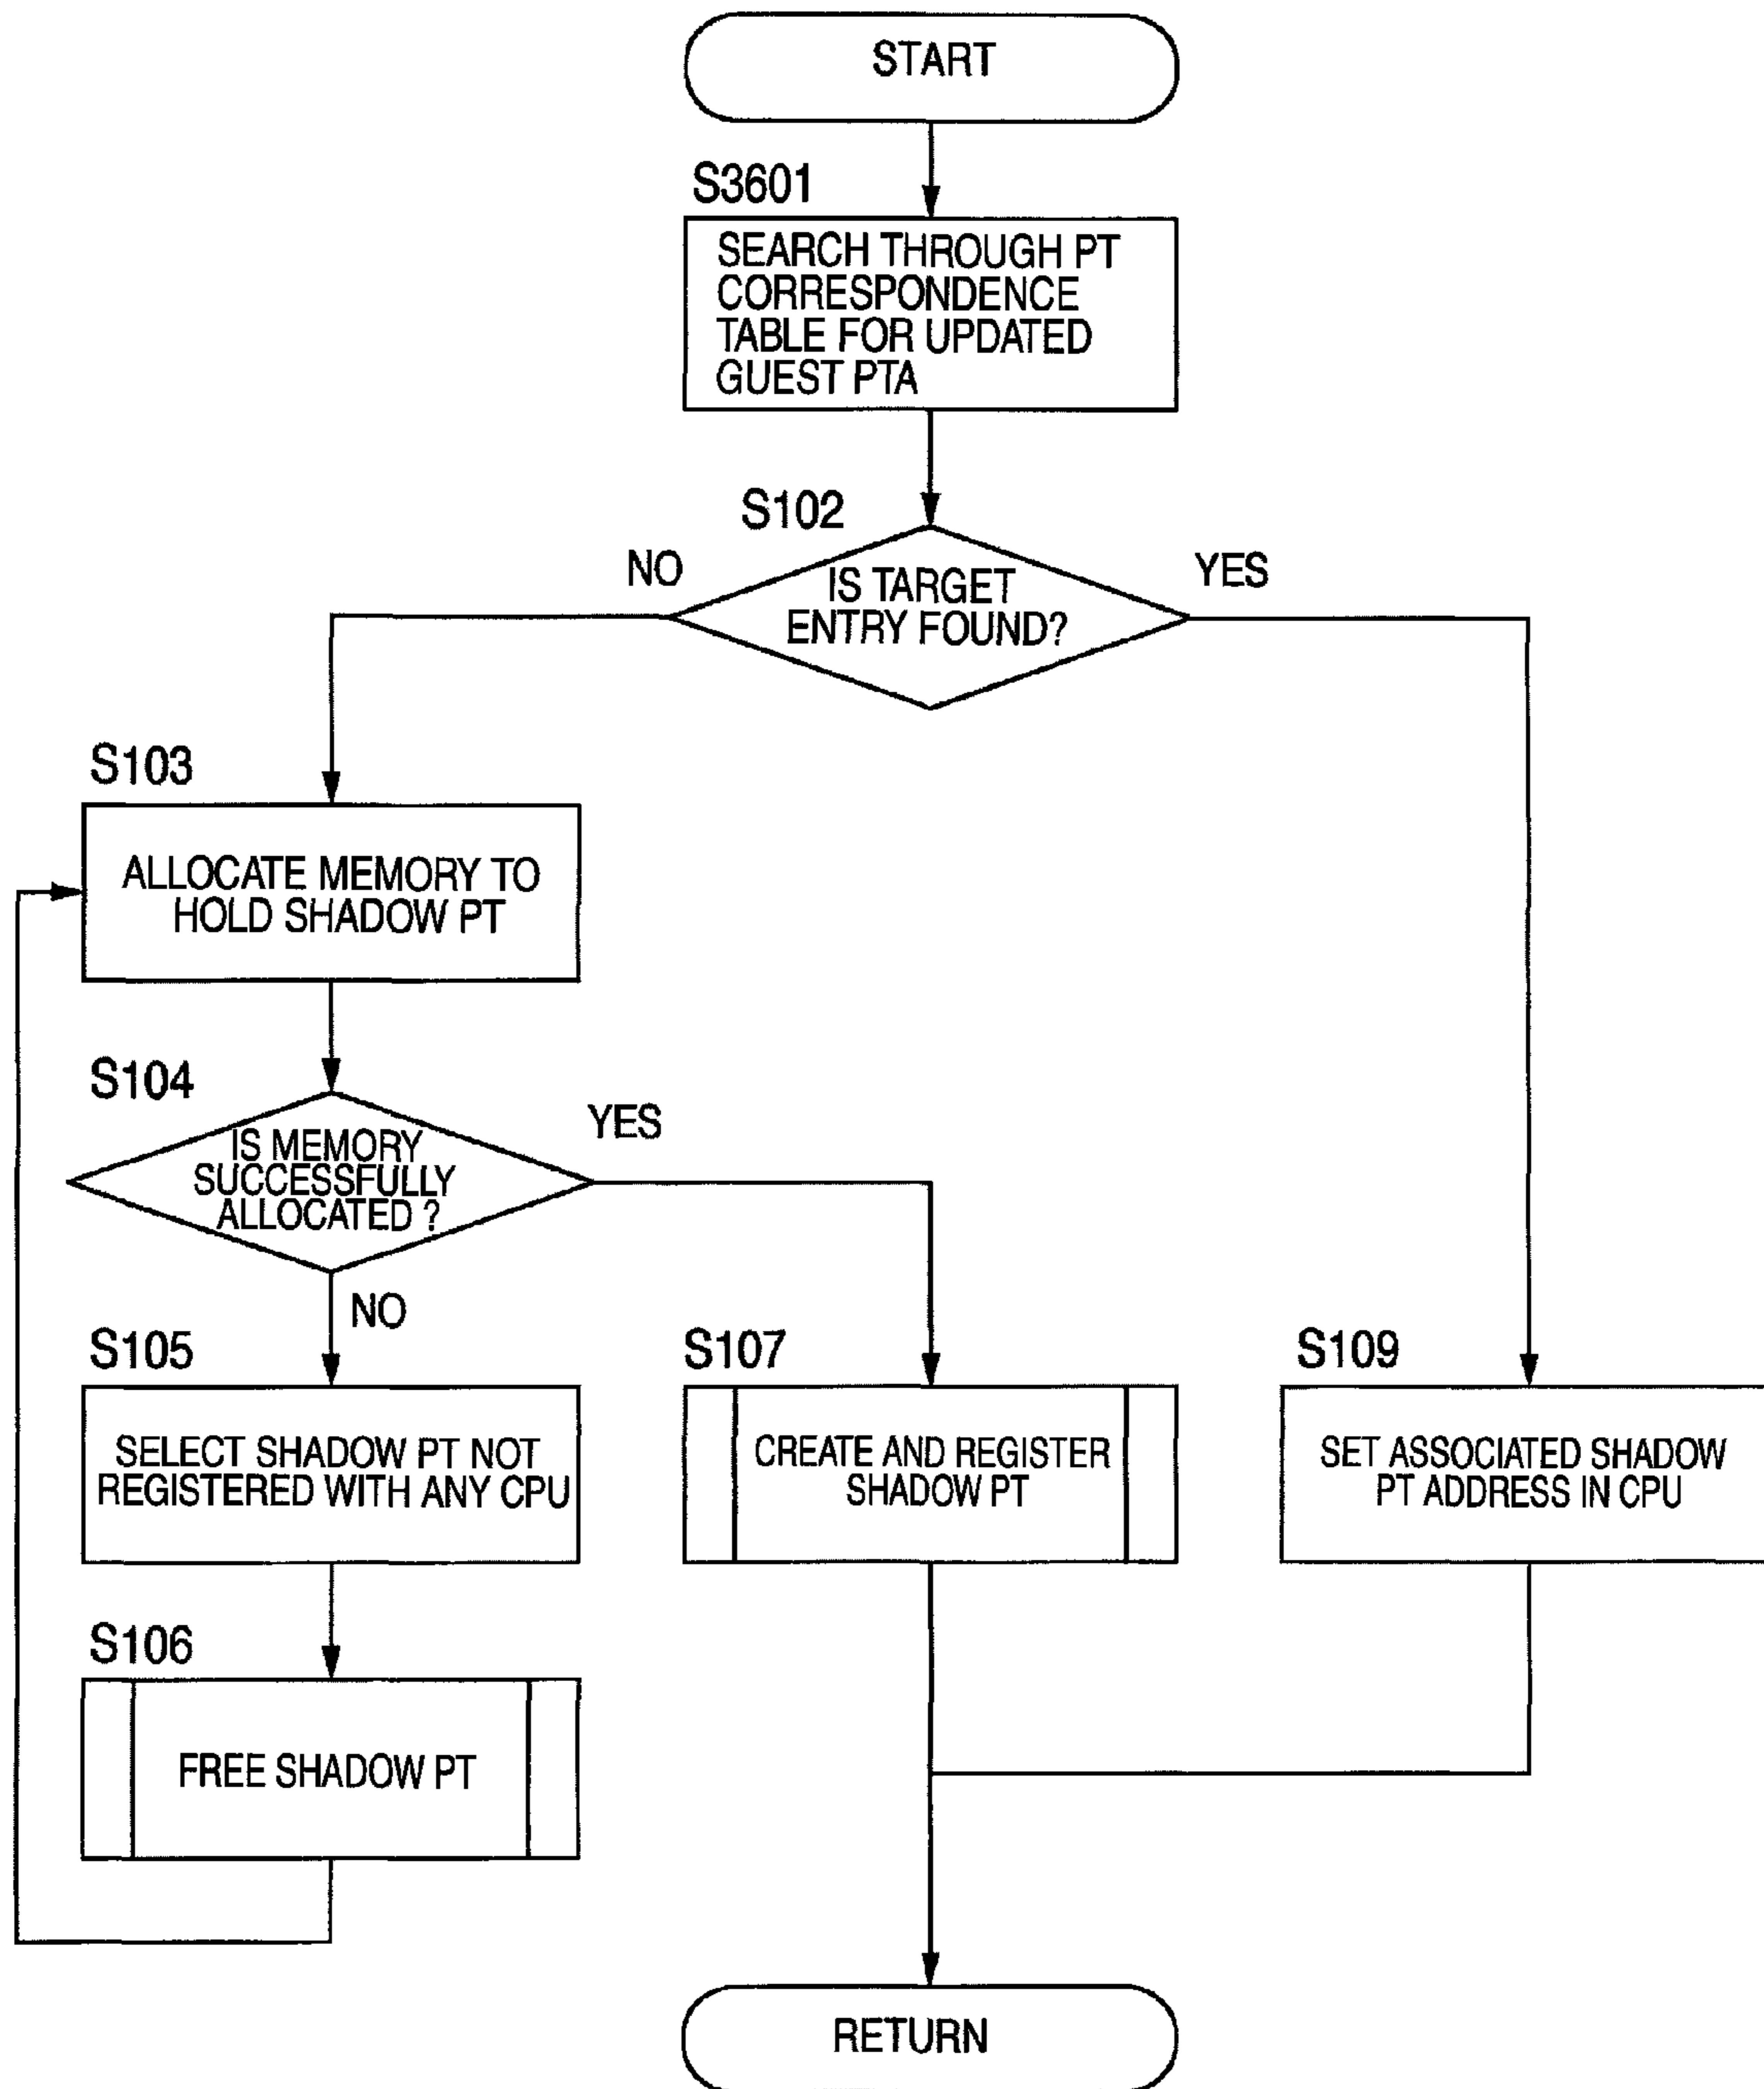 START
S3601
SEARCH THROUGH PT
CORRESPONDENCE
TABLE FOR UPDATED
GUEST PTA
S102
NO
YES
IS TARGET
ENTRY FOUND?
S103
ALLOCATE MEMORY TO
HOLD SHADOW PT
S104
YES
IS MEMORY
SUCCESSFULLY
ALLOCATED ?
NO
S105
SELECT SHADOW PT NOT
REGISTERED WITH ANY CPU
S107
CREATE AND REGISTER
SHADOW PT
S109
SET ASSOCIATED SHADOW
PT ADDRESS IN CPU
S106
FREE SHADOW PT
RETURN